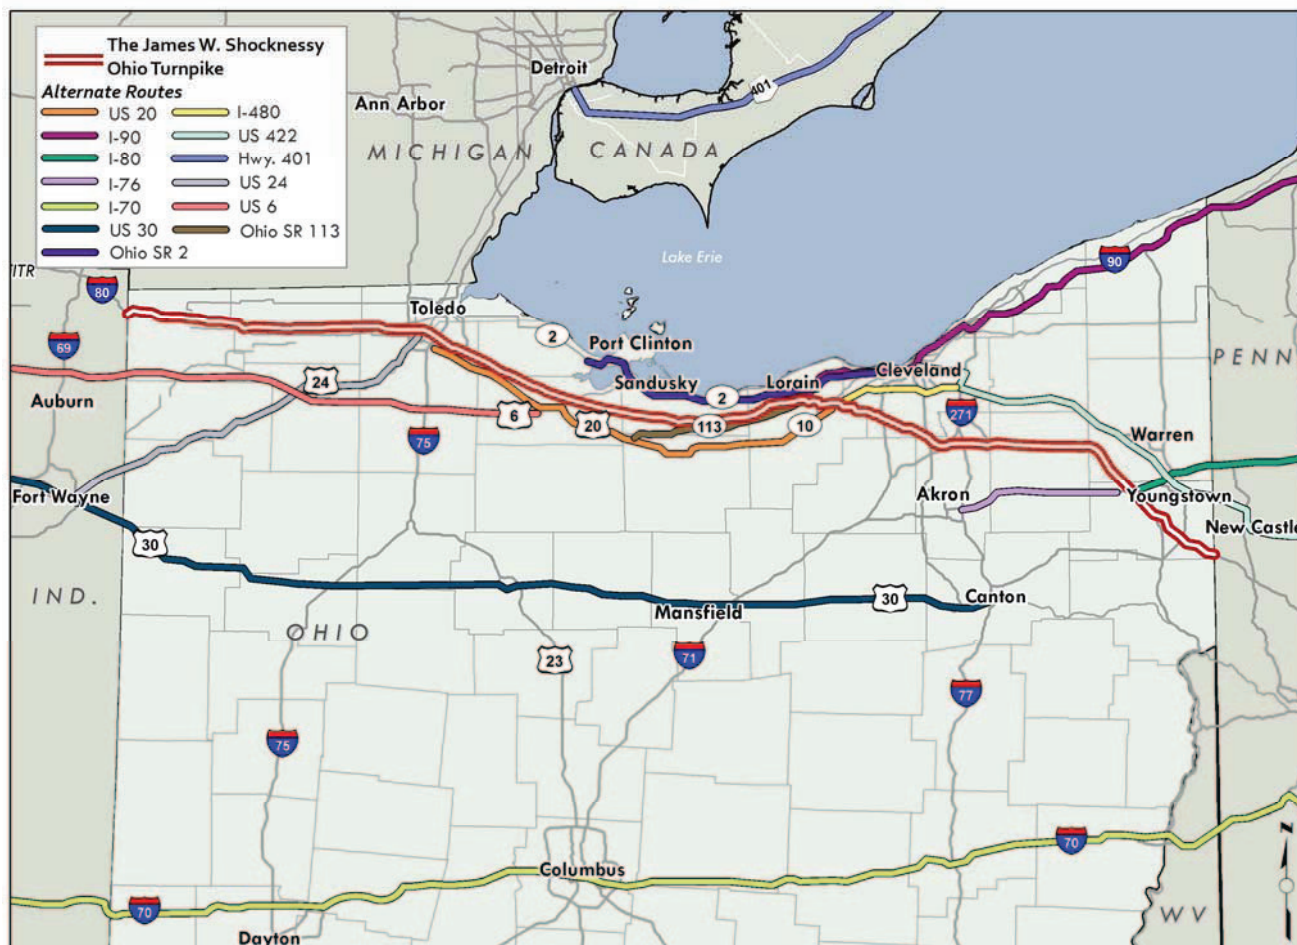 The James W. Shocknessy
Ohio Turnpike
Alternate Routes
US 20
I-480
I-90
US 422
I-80
Hwy. 401
I-76
US 24
I-70
US 6
US 30
Ohio SR 113
Ohio SR 2
Detroit
401
Ann Arbor
MICHIGAN
CANADA
Lake Erie
90
80
Toledo
2
Port Clinton
69
PENN
24
Sandusky
Lorain
Cleveland
2
Auburn
6
20
113
10
271
75
Warren
Fort Wayne
Akron
Youngstown
New Castle
30
IND.
OHIO
Mansfield
30
Canton
23
71
77
75
70
Columbus
70
WV
Dayton